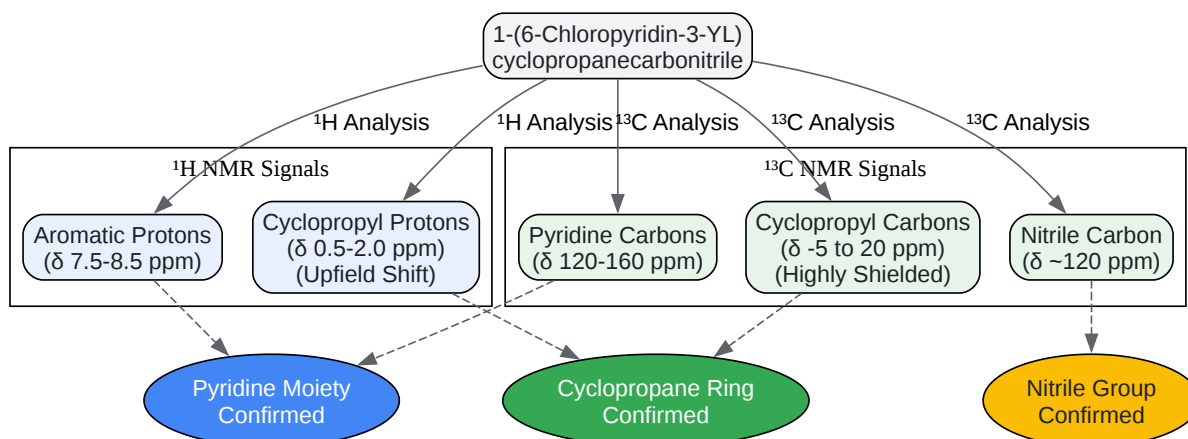 1-(6-Chloropyridin-3-YL)
cyclopropanecarbonitrile
¹H Analysis
¹H Analysis
¹³C Analysis
¹³C Analysis
¹³C Analysis
¹H NMR Signals
¹³C NMR Signals
Aromatic Protons
(δ 7.5-8.5 ppm)
Cyclopropyl Protons
(δ 0.5-2.0 ppm)
(Upfield Shift)
Pyridine Carbons
(δ 120-160 ppm)
Cyclopropyl Carbons
(δ -5 to 20 ppm)
(Highly Shielded)
Nitrile Carbon
(δ ~120 ppm)
Pyridine Moiety
Confirmed
Cyclopropane Ring
Confirmed
Nitrile Group
Confirmed